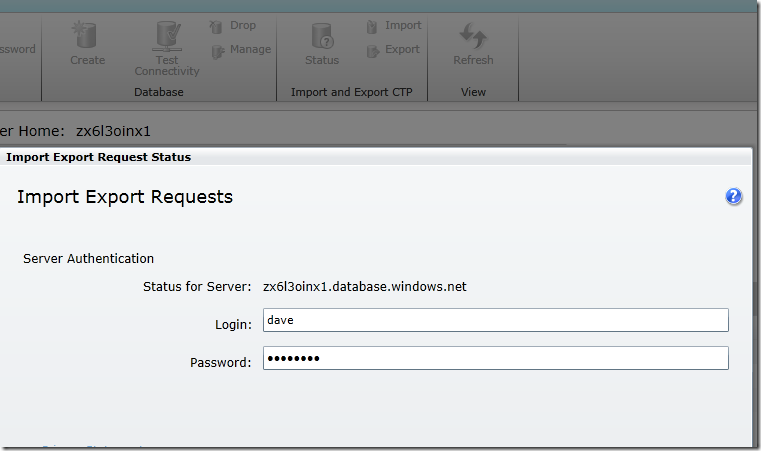 Drop
Import
ssword
Manage
Export
Create
Test
Connectivity
Status
Refresh
Database
Import and Export CTP
View
er Home: zx6l3oinx1
Import Export Request Status
Import Export Requests
?
Server Authentication
Status for Server: zx6l3oinx1.database.windows.net
Login: dave
Password: ••••••••